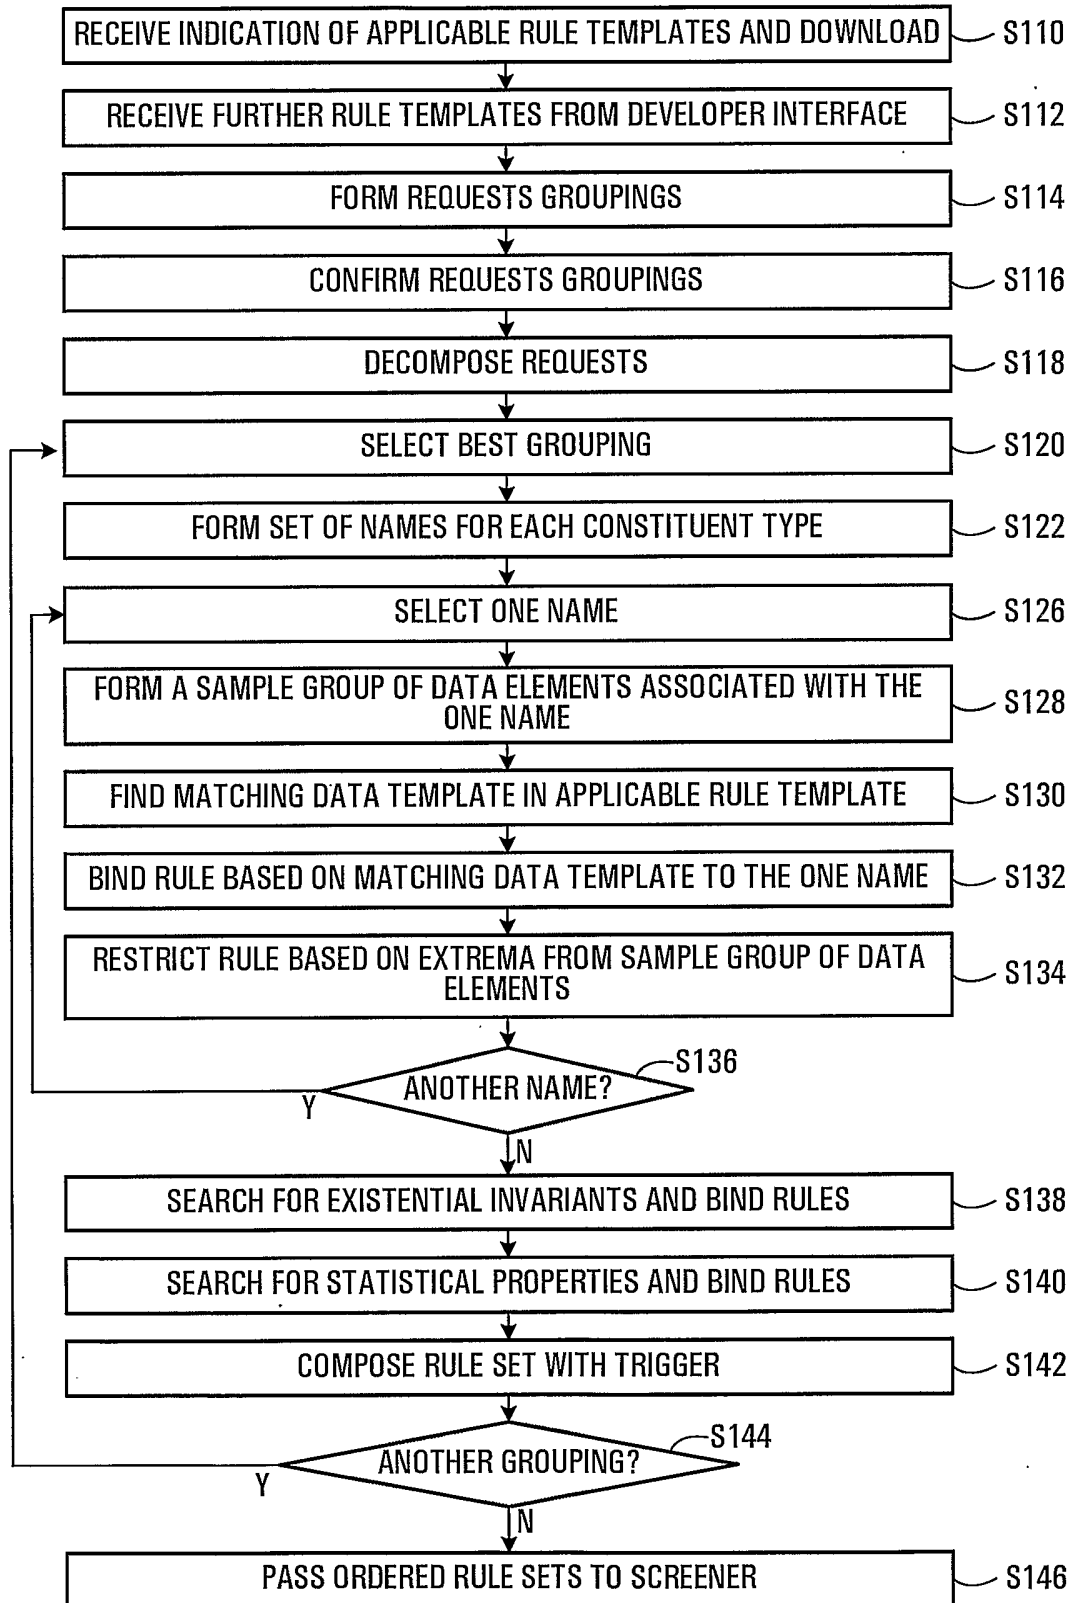 RECEIVE INDICATION OF APPLICABLE RULE TEMPLATES AND DOWNLOAD S110
RECEIVE FURTHER RULE TEMPLATES FROM DEVELOPER INTERFACE S112
FORM REQUESTS GROUPINGS S114
CONFIRM REQUESTS GROUPINGS S116
DECOMPOSE REQUESTS S118
SELECT BEST GROUPING S120
FORM SET OF NAMES FOR EACH CONSTITUENT TYPE S122
SELECT ONE NAME S126
FORM A SAMPLE GROUP OF DATA ELEMENTS ASSOCIATED WITH THE
ONE NAME S128
FIND MATCHING DATA TEMPLATE IN APPLICABLE RULE TEMPLATE S130
BIND RULE BASED ON MATCHING DATA TEMPLATE TO THE ONE NAME S132
RESTRICT RULE BASED ON EXTREMA FROM SAMPLE GROUP OF DATA
ELEMENTS S134
ANOTHER NAME? S136
Y
N
SEARCH FOR EXISTENTIAL INVARIANTS AND BIND RULES S138
SEARCH FOR STATISTICAL PROPERTIES AND BIND RULES S140
COMPOSE RULE SET WITH TRIGGER S142
ANOTHER GROUPING? S144
Y
N
PASS ORDERED RULE SETS TO SCREENER S146